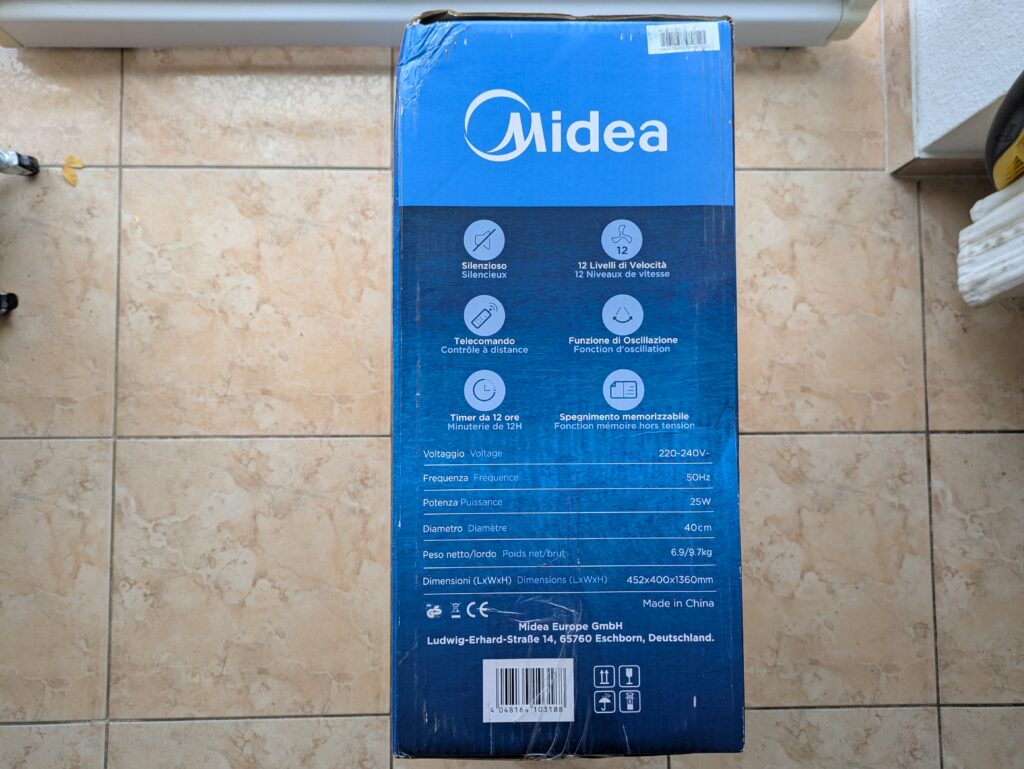 Midea
12
Silenzioso
Silencieux
12 Livelli di Velocità
12 Niveaux de vitesse
Telecomando
Contrôle à distance
Funzione di Oscillazione
Fonction d'oscillation
Timer da 12 ore
Minuterie de 12H
Spegnimento memorizzabile
Fonction mémoire hors tension
Voltaggio Voltage 220-240V~
Frequenza Fréquence 50Hz
Potenza Puissance 25W
Diametro Diamètre 40cm
Peso netto/lordo Poids net/brut 6.9/9.7kg
Dimensioni (LxWxH) Dimensions (LxWxH) 452x400x1360mm
CE Made in China
Midea Europe GmbH
Ludwig-Erhard-Straße 14, 65760 Eschborn, Deutschland.
4 048164 103188